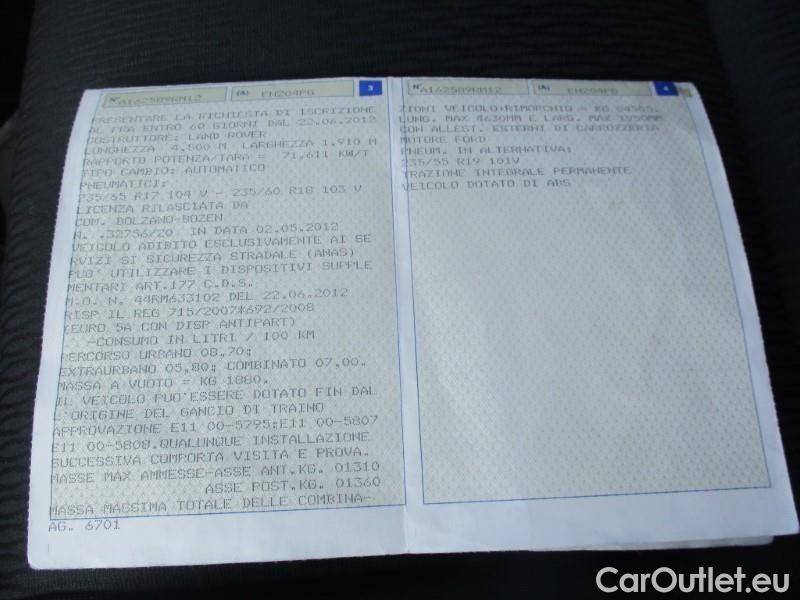 N° A162589RM12 (A) EH204PB 3
PRESENTARE LA RICHIESTA DI ISCRIZIONE
AL PRA ENTRO 60 GIORNI DAL 22.06.2012
COSTRUTTORE: LAND ROVER
LUNGHEZZA 4,500 M LARGHEZZA 1,910 M
RAPPORTO POTENZA/TARA = 71,611 KW/T
TIPO CAMBIO: AUTOMATICO
PNEUMATICI:
235/65 R17 104 V - 235/60 R18 103 V
LICENZA RILASCIATA DA
COM. BOLZANO-BOZEN
N. .32756/20 IN DATA 02.05.2012
VEICOLO ADIBITO ESCLUSIVAMENTE AI SE
RVIZI SI SICUREZZA STRADALE (ANAS)
PUO' UTILIZZARE I DISPOSITIVI SUPPLE
MENTARI ART.177 C.D.S.
M.O. N. 44RM633102 DEL 22.06.2012
RISP IL REG 715/2007*692/2008
(EURO 5A CON DISP ANTIPART)
-CONSUMO IN LITRI / 100 KM
PERCORSO URBANO 08,70;
EXTRAURBANO 05,80; COMBINATO 07,00.
MASSA A VUOTO = KG 1880.
IL VEICOLO PUO'ESSERE DOTATO FIN DAL
L'ORIGINE DEL GANCIO DI TRAINO
APPROVAZIONE E11 00-5795;E11 00-5807
E11 00-5808.QUALUNQUE INSTALLAZIONE
SUCCESSIVA COMPORTA VISITA E PROVA.
MASSE MAX AMMESSE-ASSE ANT.KG. 01310
ASSE POST.KG. 01360
MASSA MASSIMA TOTALE DELLE COMBINA-
AG. 6701
N° A162589RM12 (A) EH204PB 4
ZIONI VEICOLO+RIMORCHIO = KG 04565.
LUNG. MAX 4630MM E LARG. MAX 1950MM
CON ALLEST. ESTERNI DI CARROZZERIA
MOTORE FORD
PNEUM. IN ALTERNATIVA:
235/55 R19 101V
TRAZIONE INTEGRALE PERMANENTE
VEICOLO DOTATO DI ABS
CarOutlet.eu